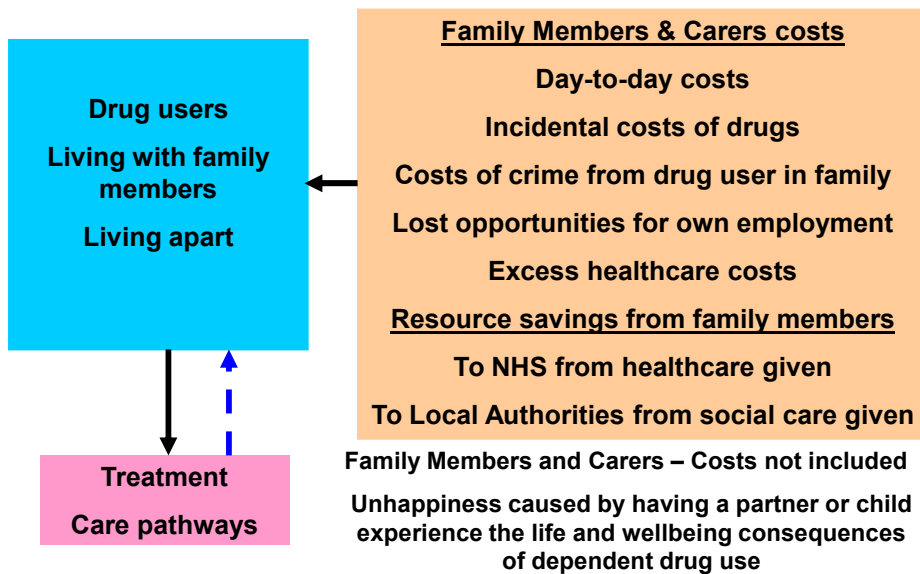 Drug users
Living with family
members
Living apart
Treatment
Care pathways
Family Members & Carers costs
Day-to-day costs
Incidental costs of drugs
Costs of crime from drug user in family
Lost opportunities for own employment
Excess healthcare costs
Resource savings from family members
To NHS from healthcare given
To Local Authorities from social care given
Family Members and Carers – Costs not included
Unhappiness caused by having a partner or child
experience the life and wellbeing consequences
of dependent drug use